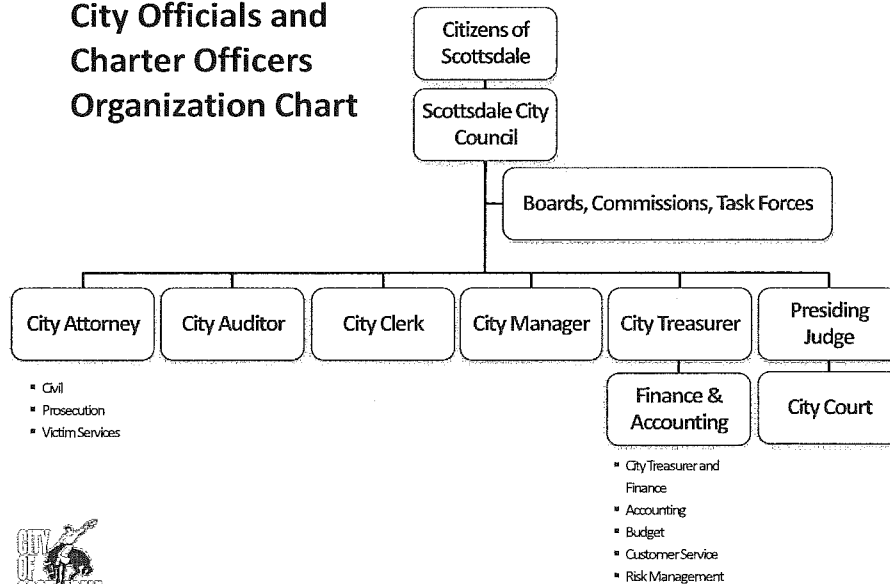 City Officials and
Charter Officers
Organization Chart
Citizens of
Scottsdale
Scottsdale City
Council
Boards, Commissions, Task Forces
City Attorney
City Auditor
City Clerk
City Manager
City Treasurer
Presiding
Judge
▪ Civil
▪ Prosecution
▪ Victim Services
Finance &
Accounting
City Court
▪ City Treasurer and
Finance
▪ Accounting
▪ Budget
▪ Customer Service
▪ Risk Management
CITY
OF